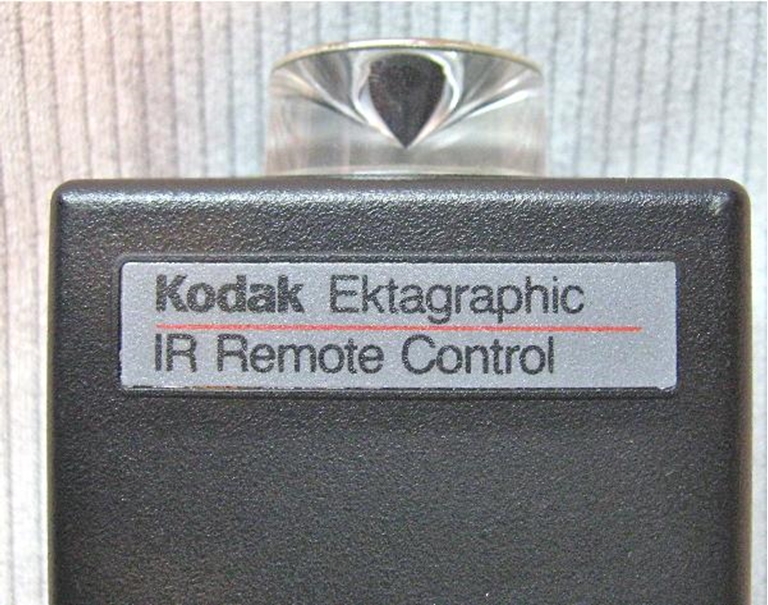 Kodak Ektagraphic
IR Remote Control